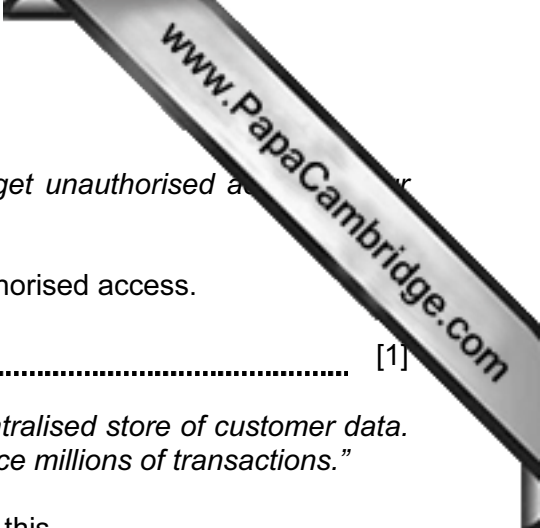 www.PapaCambridge.com
get unauthorised
horised access.
[1]
tralised store of customer data.
ce millions of transactions.”
this